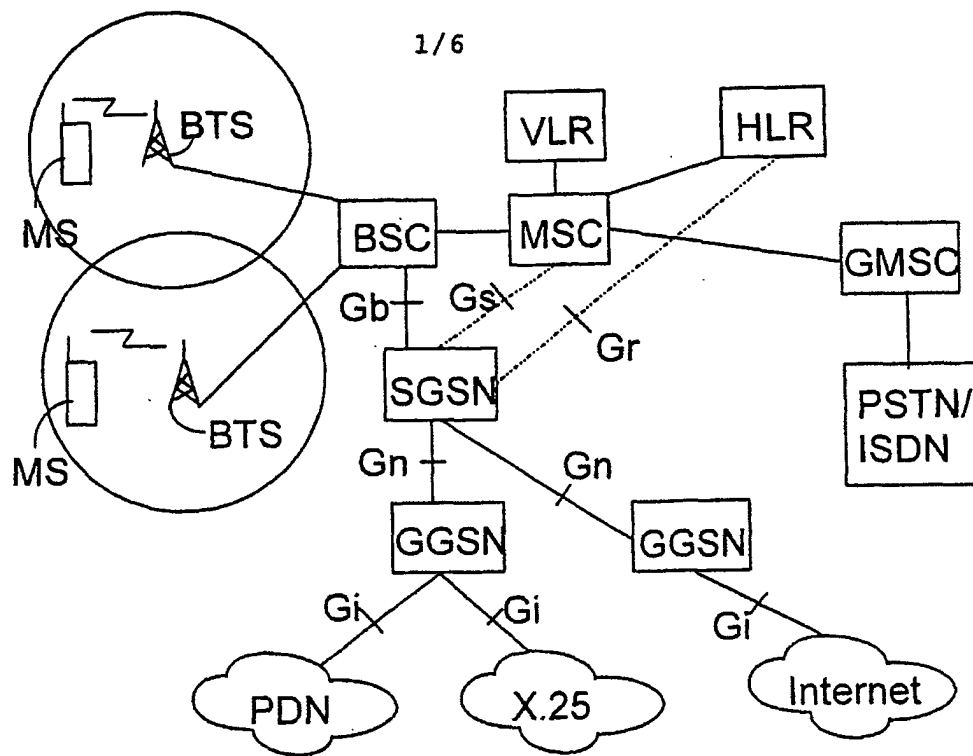 1/6
BTS
VLR
HLR
MS
BSC
MSC
GMSC
Gb
Gs
Gr
SGSN
PSTN/
ISDN
BTS
MS
Gn
Gn
GGSN
GGSN
Gi
Gi
Gi
PDN
X.25
Internet